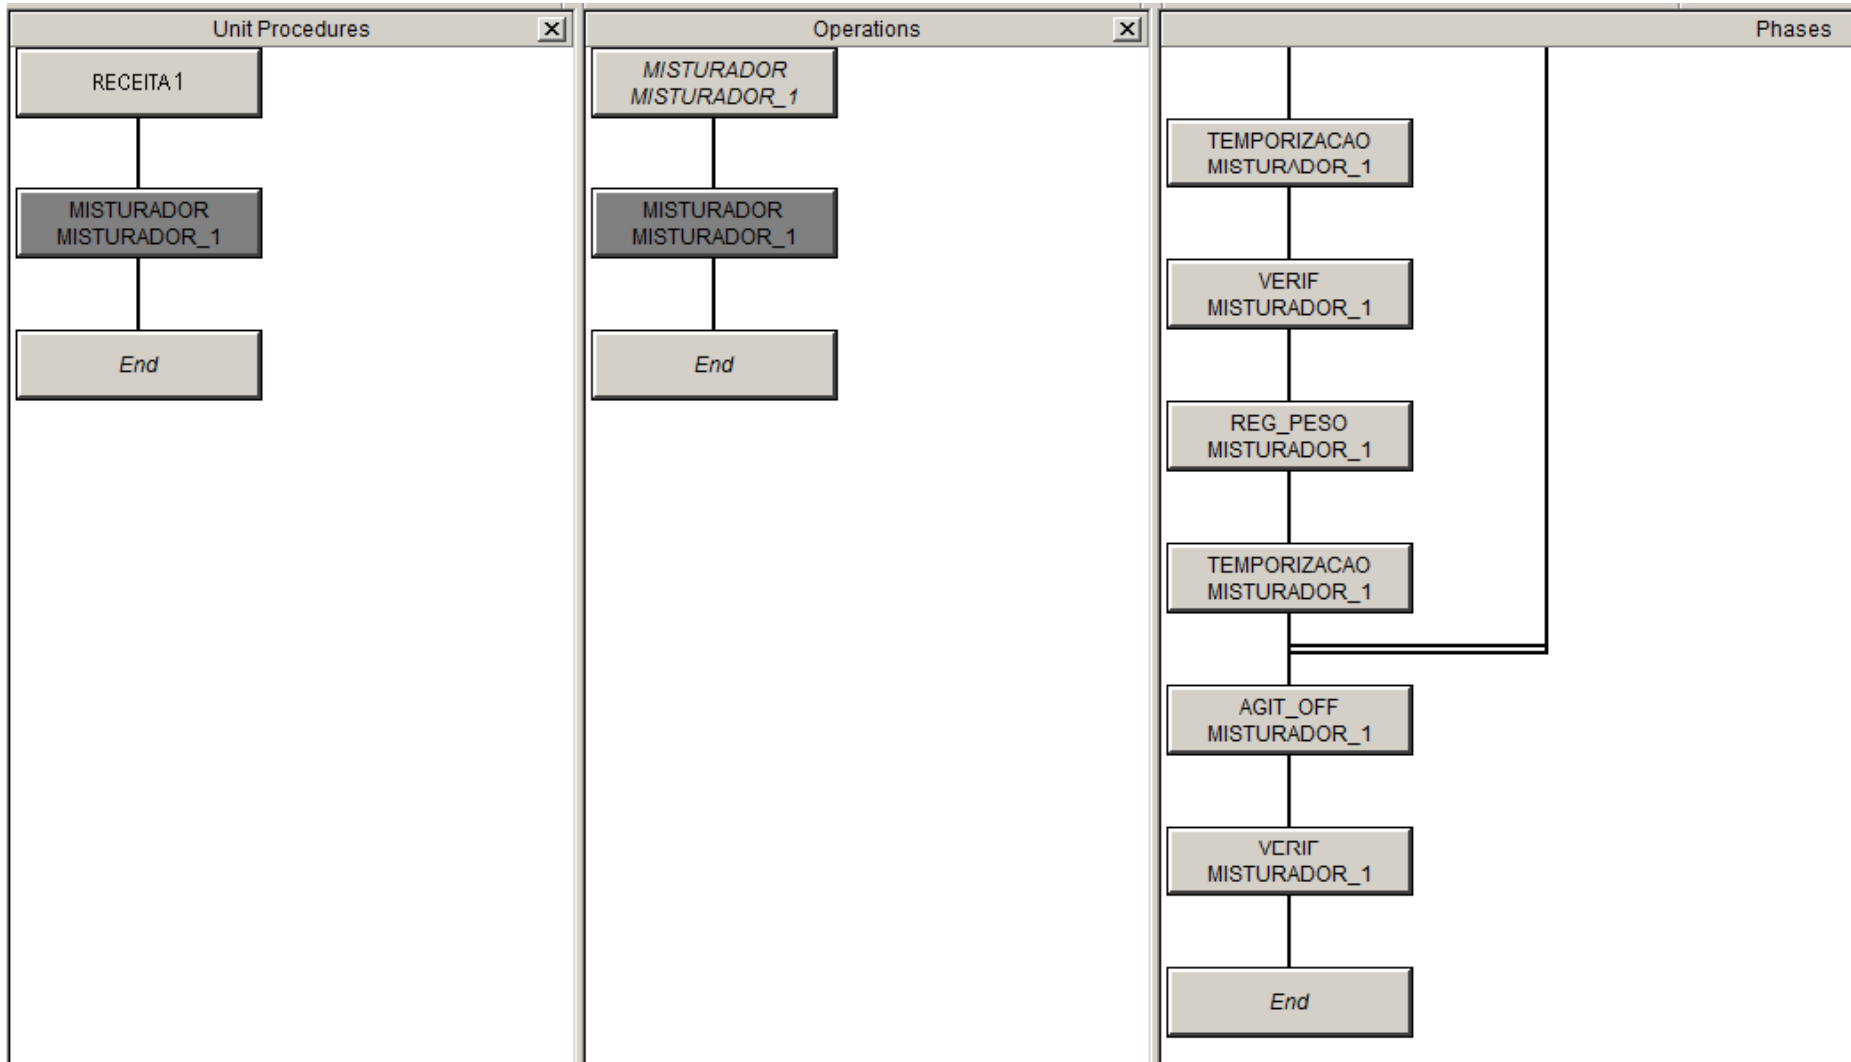 Unit Procedures
RECEITA1
MISTURADOR
MISTURADOR_1
End
Operations
MISTURADOR
MISTURADOR_1
MISTURADOR
MISTURADOR_1
End
Phases
TEMPORIZACAO
MISTURADOR_1
VERIF
MISTURADOR_1
REG_PESO
MISTURADOR_1
TEMPORIZACAO
MISTURADOR_1
AGIT_OFF
MISTURADOR_1
VERIF
MISTURADOR_1
End